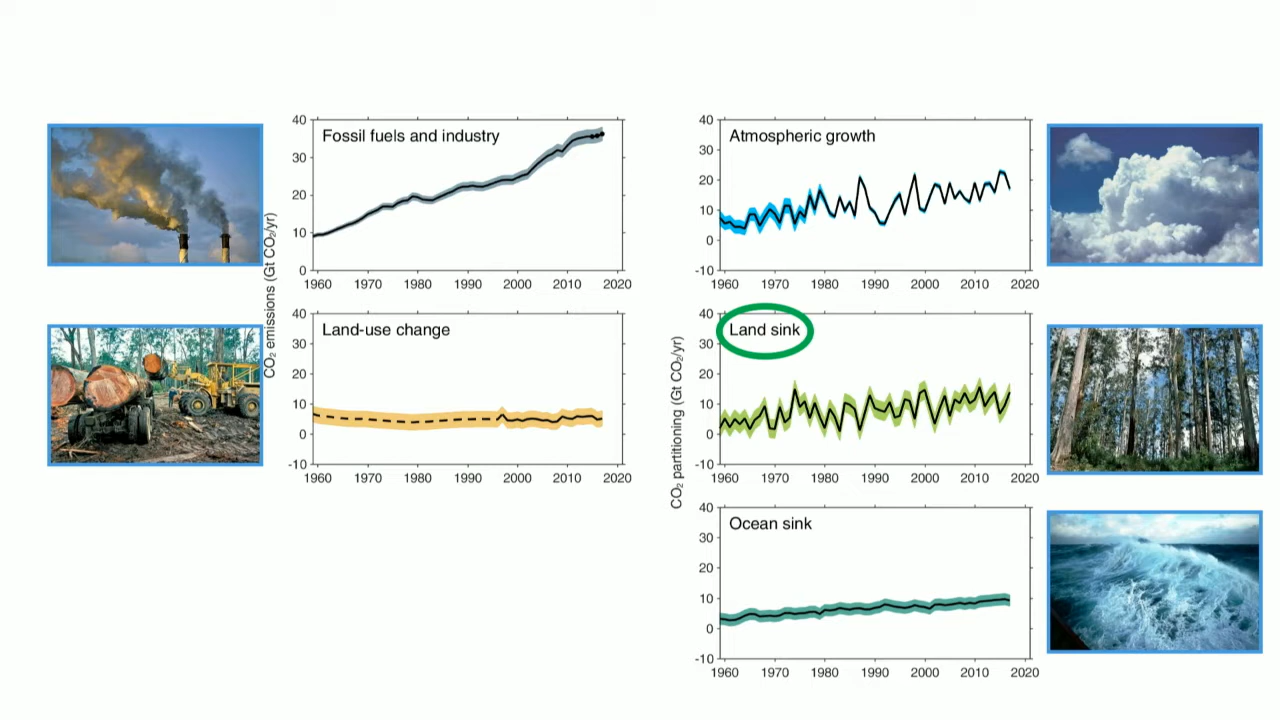 CO₂ emissions (Gt CO₂/yr)
Fossil fuels and industry
40
30
20
10
0
1960 1970 1980 1990 2000 2010 2020
Land-use change
40
30
20
10
0
-10
1960 1970 1980 1990 2000 2010 2020
CO₂ partitioning (Gt CO₂/yr)
Atmospheric growth
40
30
20
10
0
-10
1960 1970 1980 1990 2000 2010 2020
Land sink
40
30
20
10
0
-10
1960 1970 1980 1990 2000 2010 2020
Ocean sink
40
30
20
10
0
-10
1960 1970 1980 1990 2000 2010 2020